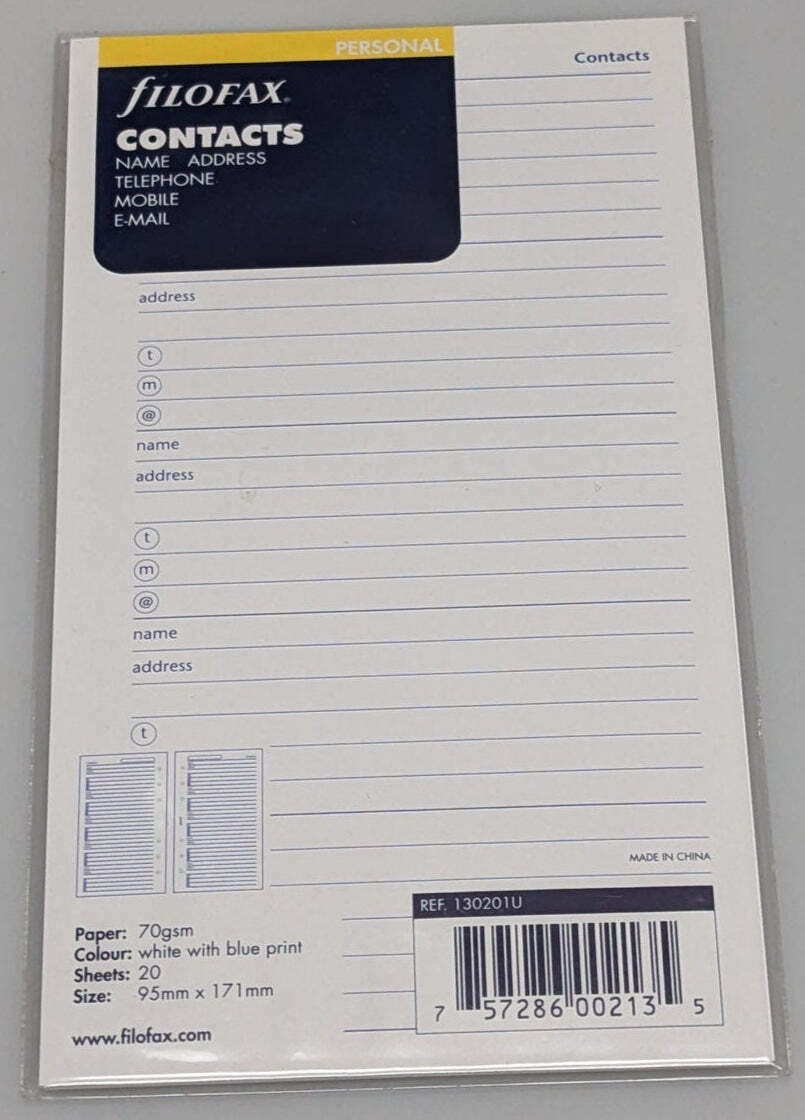 PERSONAL
Contacts
fILOFAX®
CONTACTS
NAME ADDRESS
TELEPHONE
MOBILE
E-MAIL
address
t
m
@
name
address
t
m
@
name
address
t
MADE IN CHINA
REF. 130201U
Paper: 70gsm
Colour: white with blue print
Sheets: 20
Size: 95mm x 171mm
www.filofax.com
7 57286 00213 5